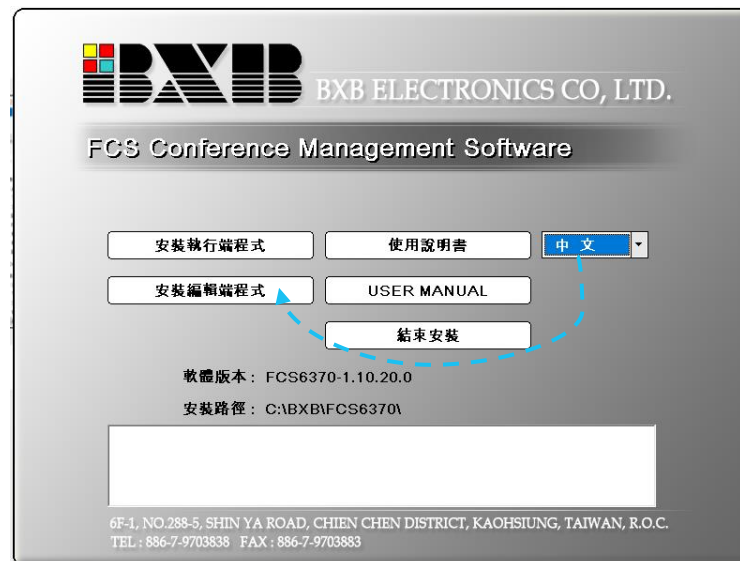 BXB
BXB ELECTRONICS CO, LTD.
FCS Conference Management Software
安裝執行端程式
使用說明書
中 文
安裝編輯端程式
USER MANUAL
結束安裝
軟體版本： FCS6370-1.10.20.0
安裝路徑： C:\BXB\FCS6370\
6F-1, NO.288-5, SHIN YA ROAD, CHIEN CHEN DISTRICT, KAOHSIUNG, TAIWAN, R.O.C.
TEL : 886-7-9703838 FAX : 886-7-9703883